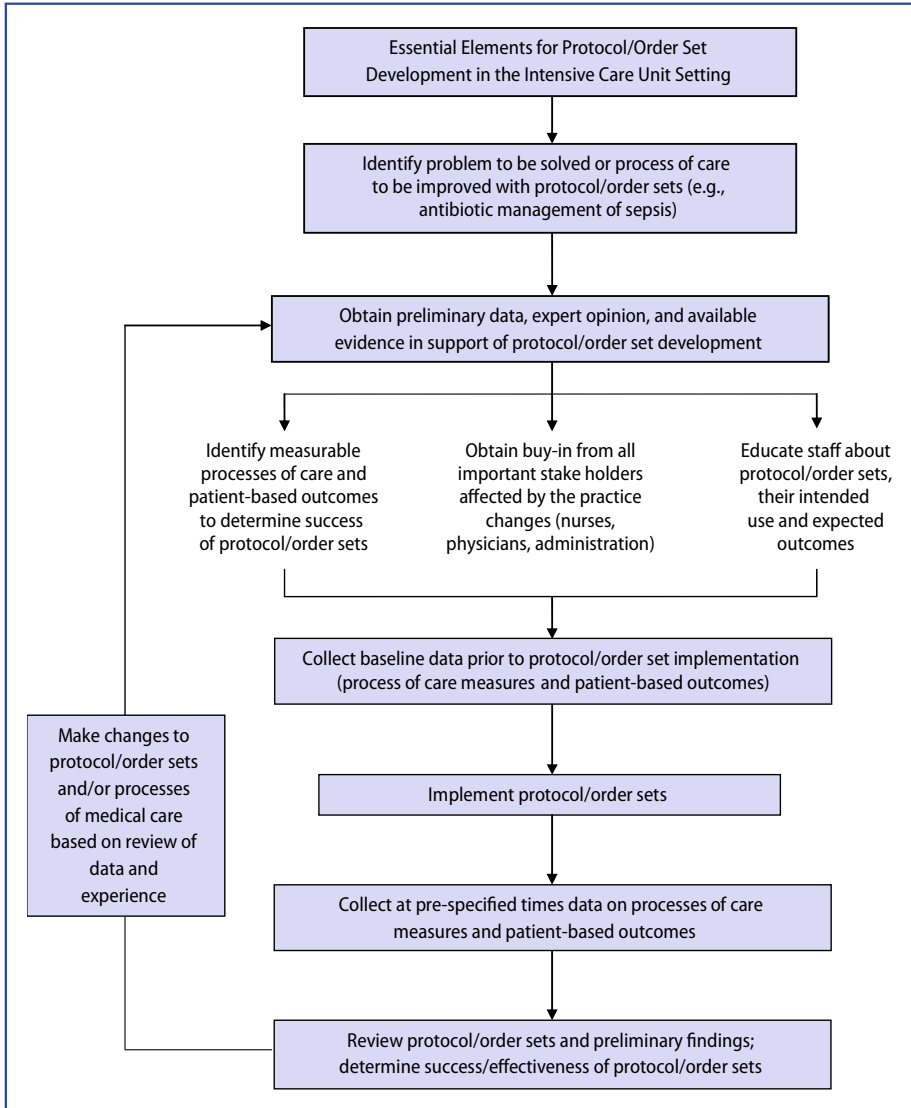 Essential Elements for Protocol/Order Set
Development in the Intensive Care Unit Setting
Identify problem to be solved or process of care
to be improved with protocol/order sets (e.g.,
antibiotic management of sepsis)
Obtain preliminary data, expert opinion, and available
evidence in support of protocol/order set development
Identify measurable
processes of care and
patient-based outcomes
to determine success
of protocol/order sets
Obtain buy-in from all
important stake holders
affected by the practice
changes (nurses,
physicians, administration)
Educate staff about
protocol/order sets,
their intended
use and expected
outcomes
Collect baseline data prior to protocol/order set implementation
(process of care measures and patient-based outcomes)
Make changes to
protocol/order sets
and/or processes
of medical care
based on review of
data and
experience
Implement protocol/order sets
Collect at pre-specified times data on processes of care
measures and patient-based outcomes
Review protocol/order sets and preliminary findings;
determine success/effectiveness of protocol/order sets